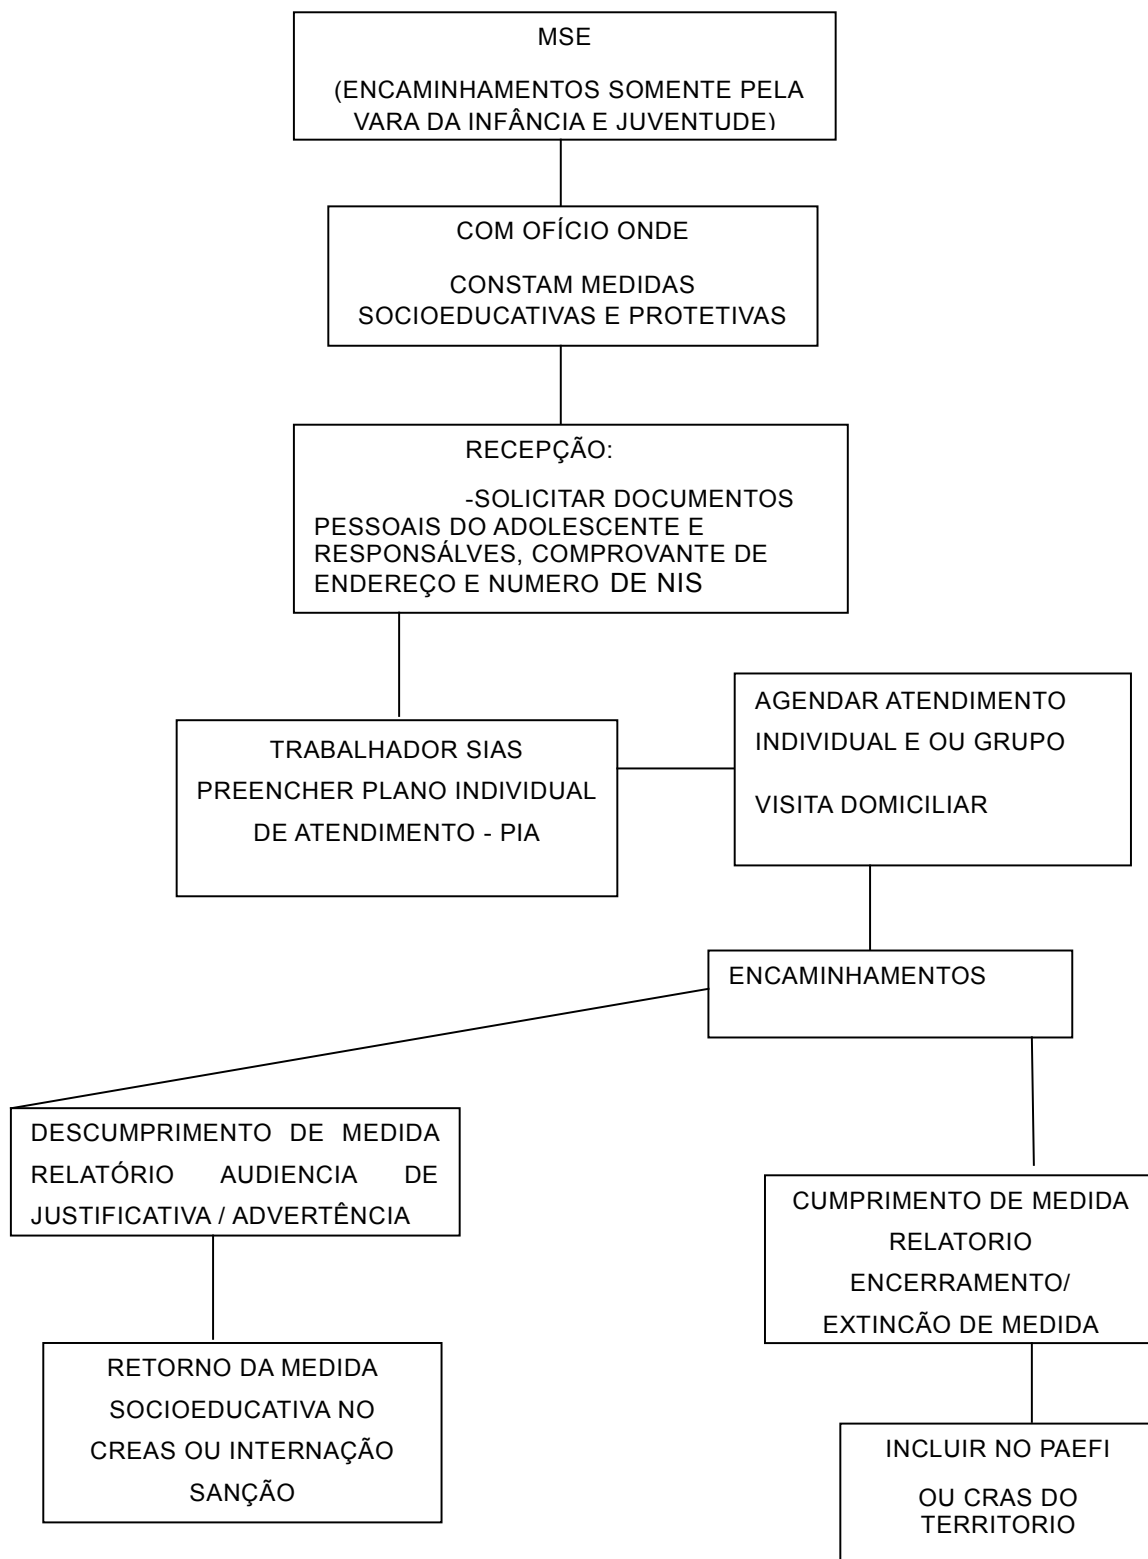 MSE
(ENCAMINHAMENTOS SOMENTE PELA
VARA DA INFÂNCIA E JUVENTUDE)
COM OFÍCIO ONDE
CONSTAM MEDIDAS
SOCIOEDUCATIVAS E PROTETIVAS
RECEPÇÃO:
-SOLICITAR DOCUMENTOS
PESSOAIS DO ADOLESCENTE E
RESPONSÁLVES, COMPROVANTE DE
ENDEREÇO E NUMERO DE NIS
TRABALHADOR SIAS
PREENCHER PLANO INDIVIDUAL
DE ATENDIMENTO - PIA
AGENDAR ATENDIMENTO
INDIVIDUAL E OU GRUPO
VISITA DOMICILIAR
ENCAMINHAMENTOS
DESCUMPRIMENTO DE MEDIDA
RELATÓRIO AUDIENCIA DE
JUSTIFICATIVA / ADVERTÊNCIA
RETORNO DA MEDIDA
SOCIOEDUCATIVA NO
CREAS OU INTERNAÇÃO
SANÇÃO
CUMPRIMENTO DE MEDIDA
RELATORIO
ENCERRAMENTO/
EXTINCÃO DE MEDIDA
INCLUIR NO PAEFI
OU CRAS DO
TERRITORIO